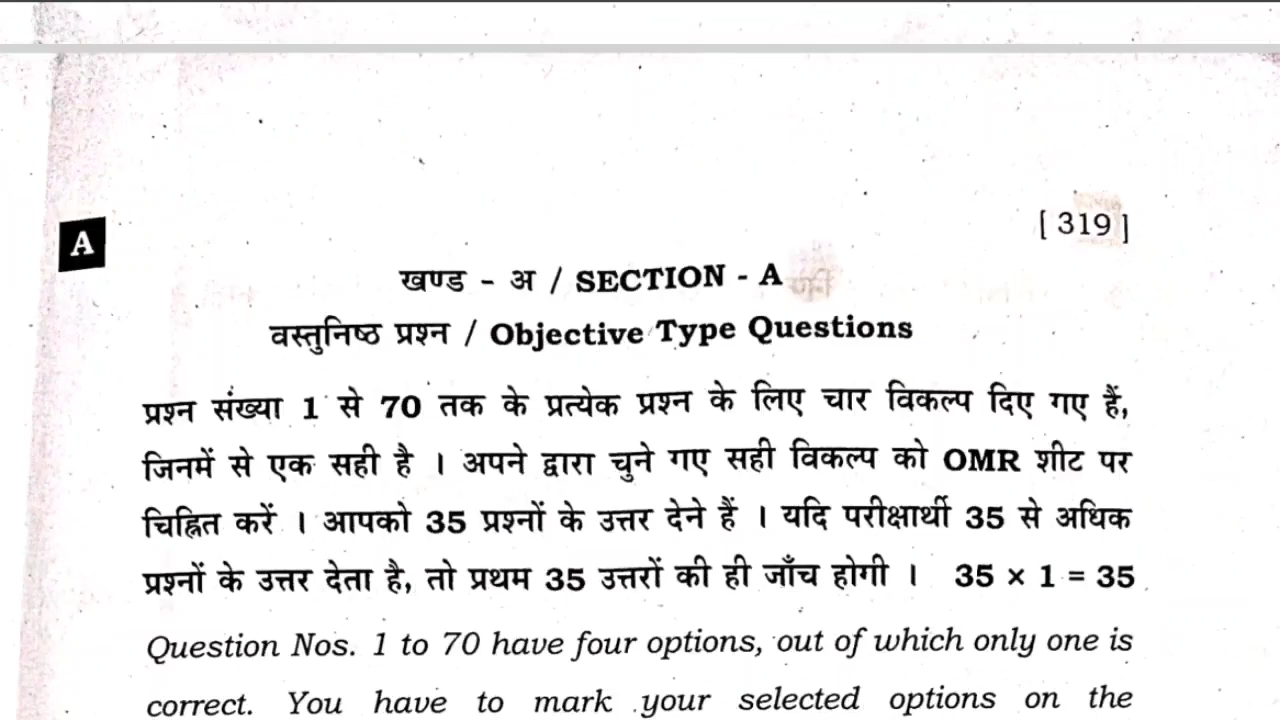 [ 319 ]
A
खण्ड - अ / SECTION - A
वस्तुनिष्ठ प्रश्न / Objective Type Questions
प्रश्न संख्या 1 से 70 तक के प्रत्येक प्रश्न के लिए चार विकल्प दिए गए हैं,
जिनमें से एक सही है । अपने द्वारा चुने गए सही विकल्प को OMR शीट पर
चिह्नित करें । आपको 35 प्रश्नों के उत्तर देने हैं । यदि परीक्षार्थी 35 से अधिक
प्रश्नों के उत्तर देता है, तो प्रथम 35 उत्तरों की ही जाँच होगी । 35 × 1 = 35
Question Nos. 1 to 70 have four options, out of which only one is
correct. You have to mark your selected options on the